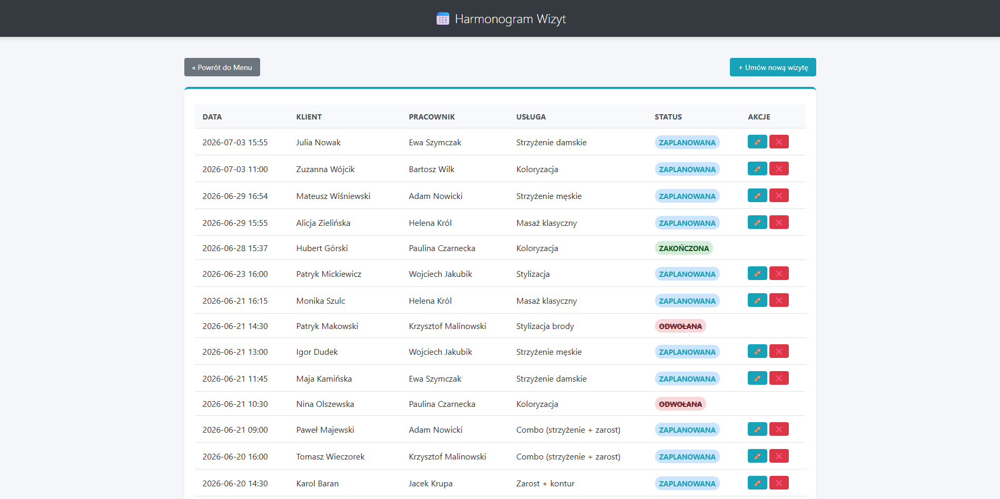 Harmonogram Wizyt
« Powrót do Menu
+ Umów nową wizytę
DATA KLIENT PRACOWNIK USŁUGA STATUS AKCJE
2026-07-03 15:55 Julia Nowak Ewa Szymczak Strzyżenie damskie ZAPLANOWANA
2026-07-03 11:00 Zuzanna Wójcik Bartosz Wilk Koloryzacja ZAPLANOWANA
2026-06-29 16:54 Mateusz Wiśniewski Adam Nowicki Strzyżenie męskie ZAPLANOWANA
2026-06-29 15:55 Alicja Zielińska Helena Król Masaż klasyczny ZAPLANOWANA
2026-06-28 15:37 Hubert Górski Paulina Czarnecka Koloryzacja ZAKOŃCZONA
2026-06-23 16:00 Patryk Mickiewicz Wojciech Jakubik Stylizacja ZAPLANOWANA
2026-06-21 16:15 Monika Szulc Helena Król Masaż klasyczny ZAPLANOWANA
2026-06-21 14:30 Patryk Makowski Krzysztof Malinowski Stylizacja brody ODWOŁANA
2026-06-21 13:00 Igor Dudek Wojciech Jakubik Strzyżenie męskie ZAPLANOWANA
2026-06-21 11:45 Maja Kamińska Ewa Szymczak Strzyżenie damskie ZAPLANOWANA
2026-06-21 10:30 Nina Olszewska Paulina Czarnecka Koloryzacja ODWOŁANA
2026-06-21 09:00 Paweł Majewski Adam Nowicki Combo (strzyżenie + zarost) ZAPLANOWANA
2026-06-20 16:00 Tomasz Wieczorek Krzysztof Malinowski Combo (strzyżenie + zarost) ZAPLANOWANA
2026-06-20 14:30 Karol Baran Jacek Krupa Zarost + kontur ZAPLANOWANA